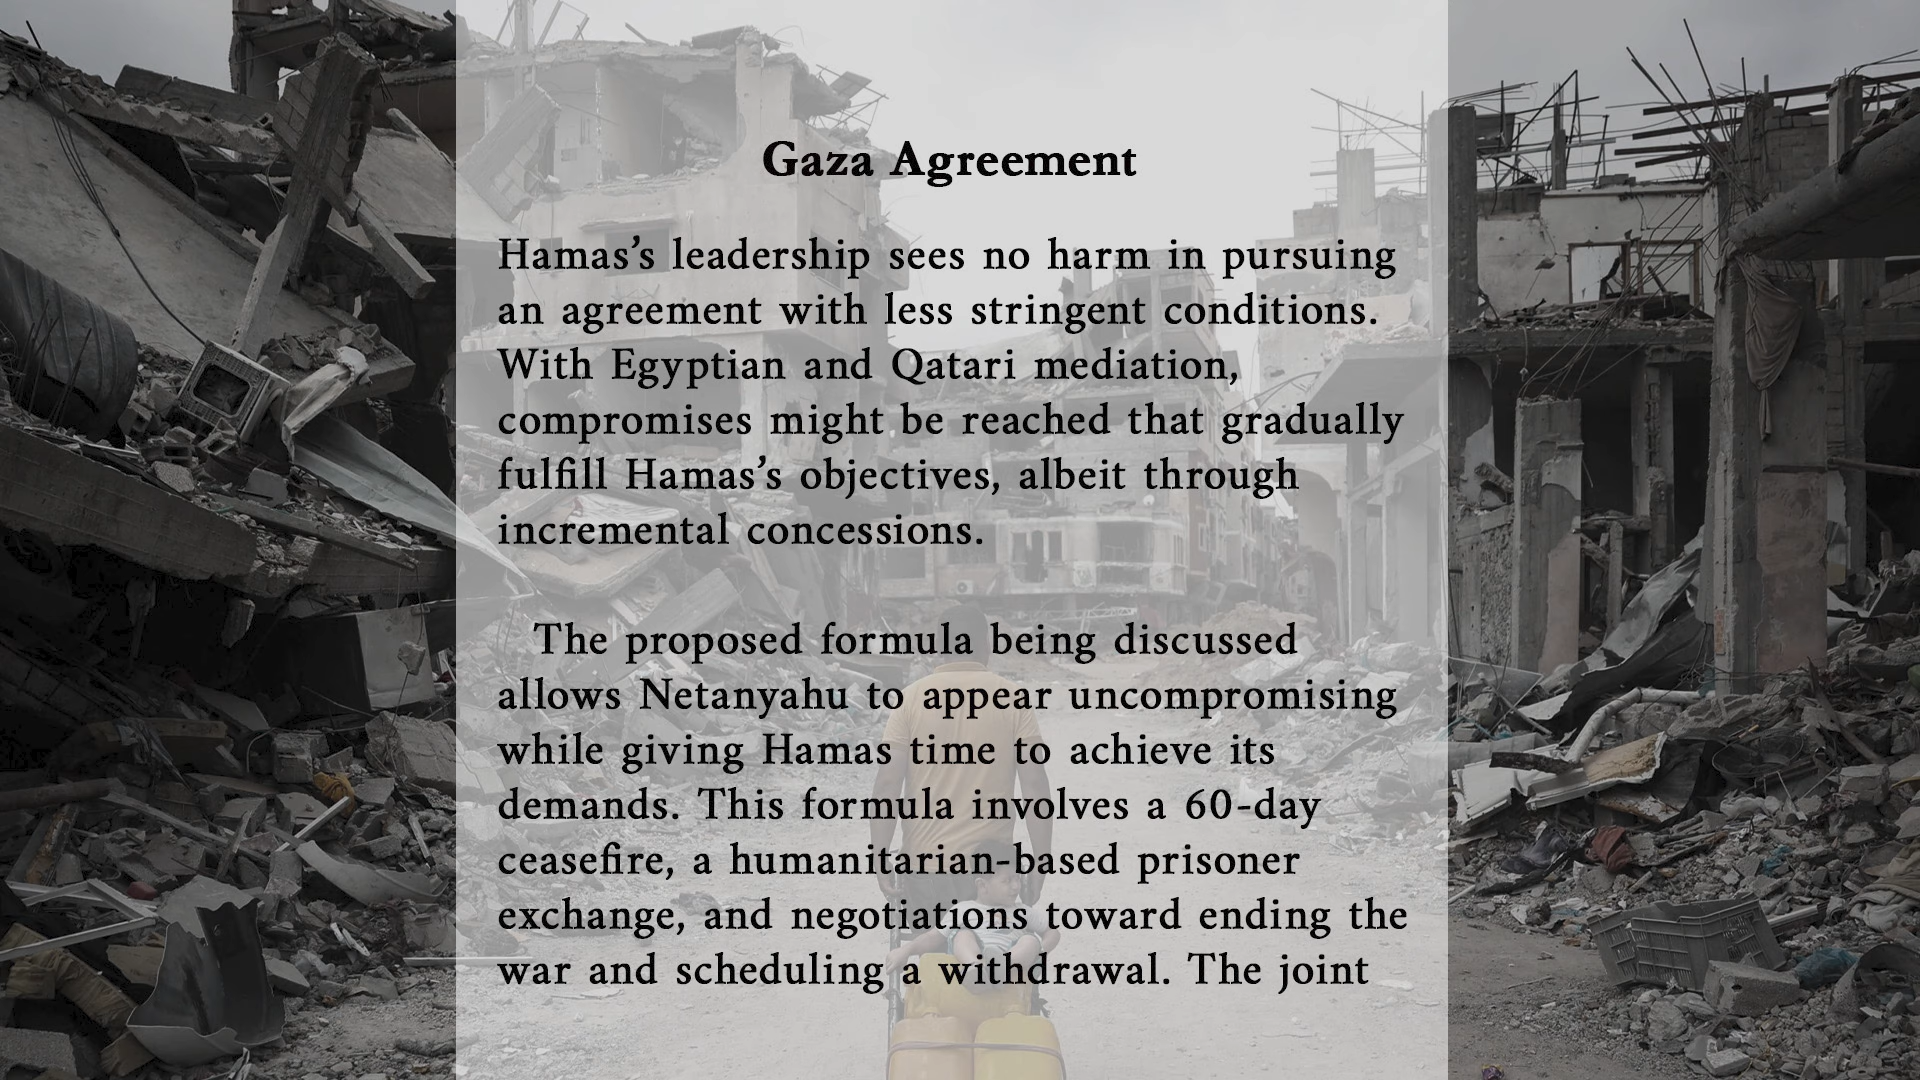 Gaza Agreement
Hamas’s leadership sees no harm in pursuing
an agreement with less stringent conditions.
With Egyptian and Qatari mediation,
compromises might be reached that gradually
fulfill Hamas’s objectives, albeit through
incremental concessions.
The proposed formula being discussed
allows Netanyahu to appear uncompromising
while giving Hamas time to achieve its
demands. This formula involves a 60-day
ceasefire, a humanitarian-based prisoner
exchange, and negotiations toward ending the
war and scheduling a withdrawal. The joint